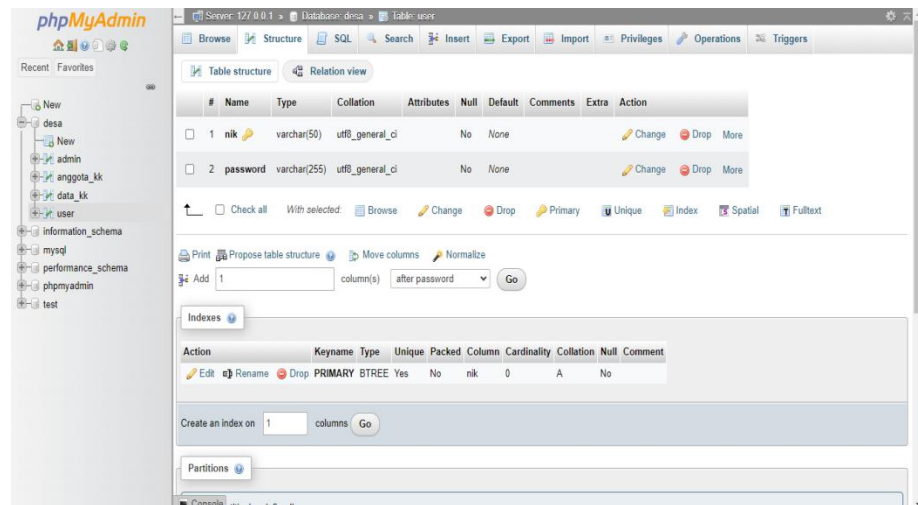 phpMyAdmin
Recent Favorites
New
desa
New
admin
anggota_kk
data_kk
user
information_schema
mysql
performance_schema
phpmyadmin
test
Server: 127.0.0.1 » Database: desa » Table: user
Browse Structure SQL Search Insert Export Import Privileges Operations Triggers
Table structure Relation view
# Name Type Collation Attributes Null Default Comments Extra Action
1 nik varchar(50) utf8_general_ci No None Change Drop More
2 password varchar(255) utf8_general_ci No None Change Drop More
Check all With selected: Browse Change Drop Primary Unique Index Spatial Fulltext
Print Propose table structure Move columns Normalize
Add 1 column(s) after password Go
Indexes
Action Keyname Type Unique Packed Column Cardinality Collation Null Comment
Edit Rename Drop PRIMARY BTREE Yes No nik 0 A No
Create an index on 1 columns Go
Partitions
Console